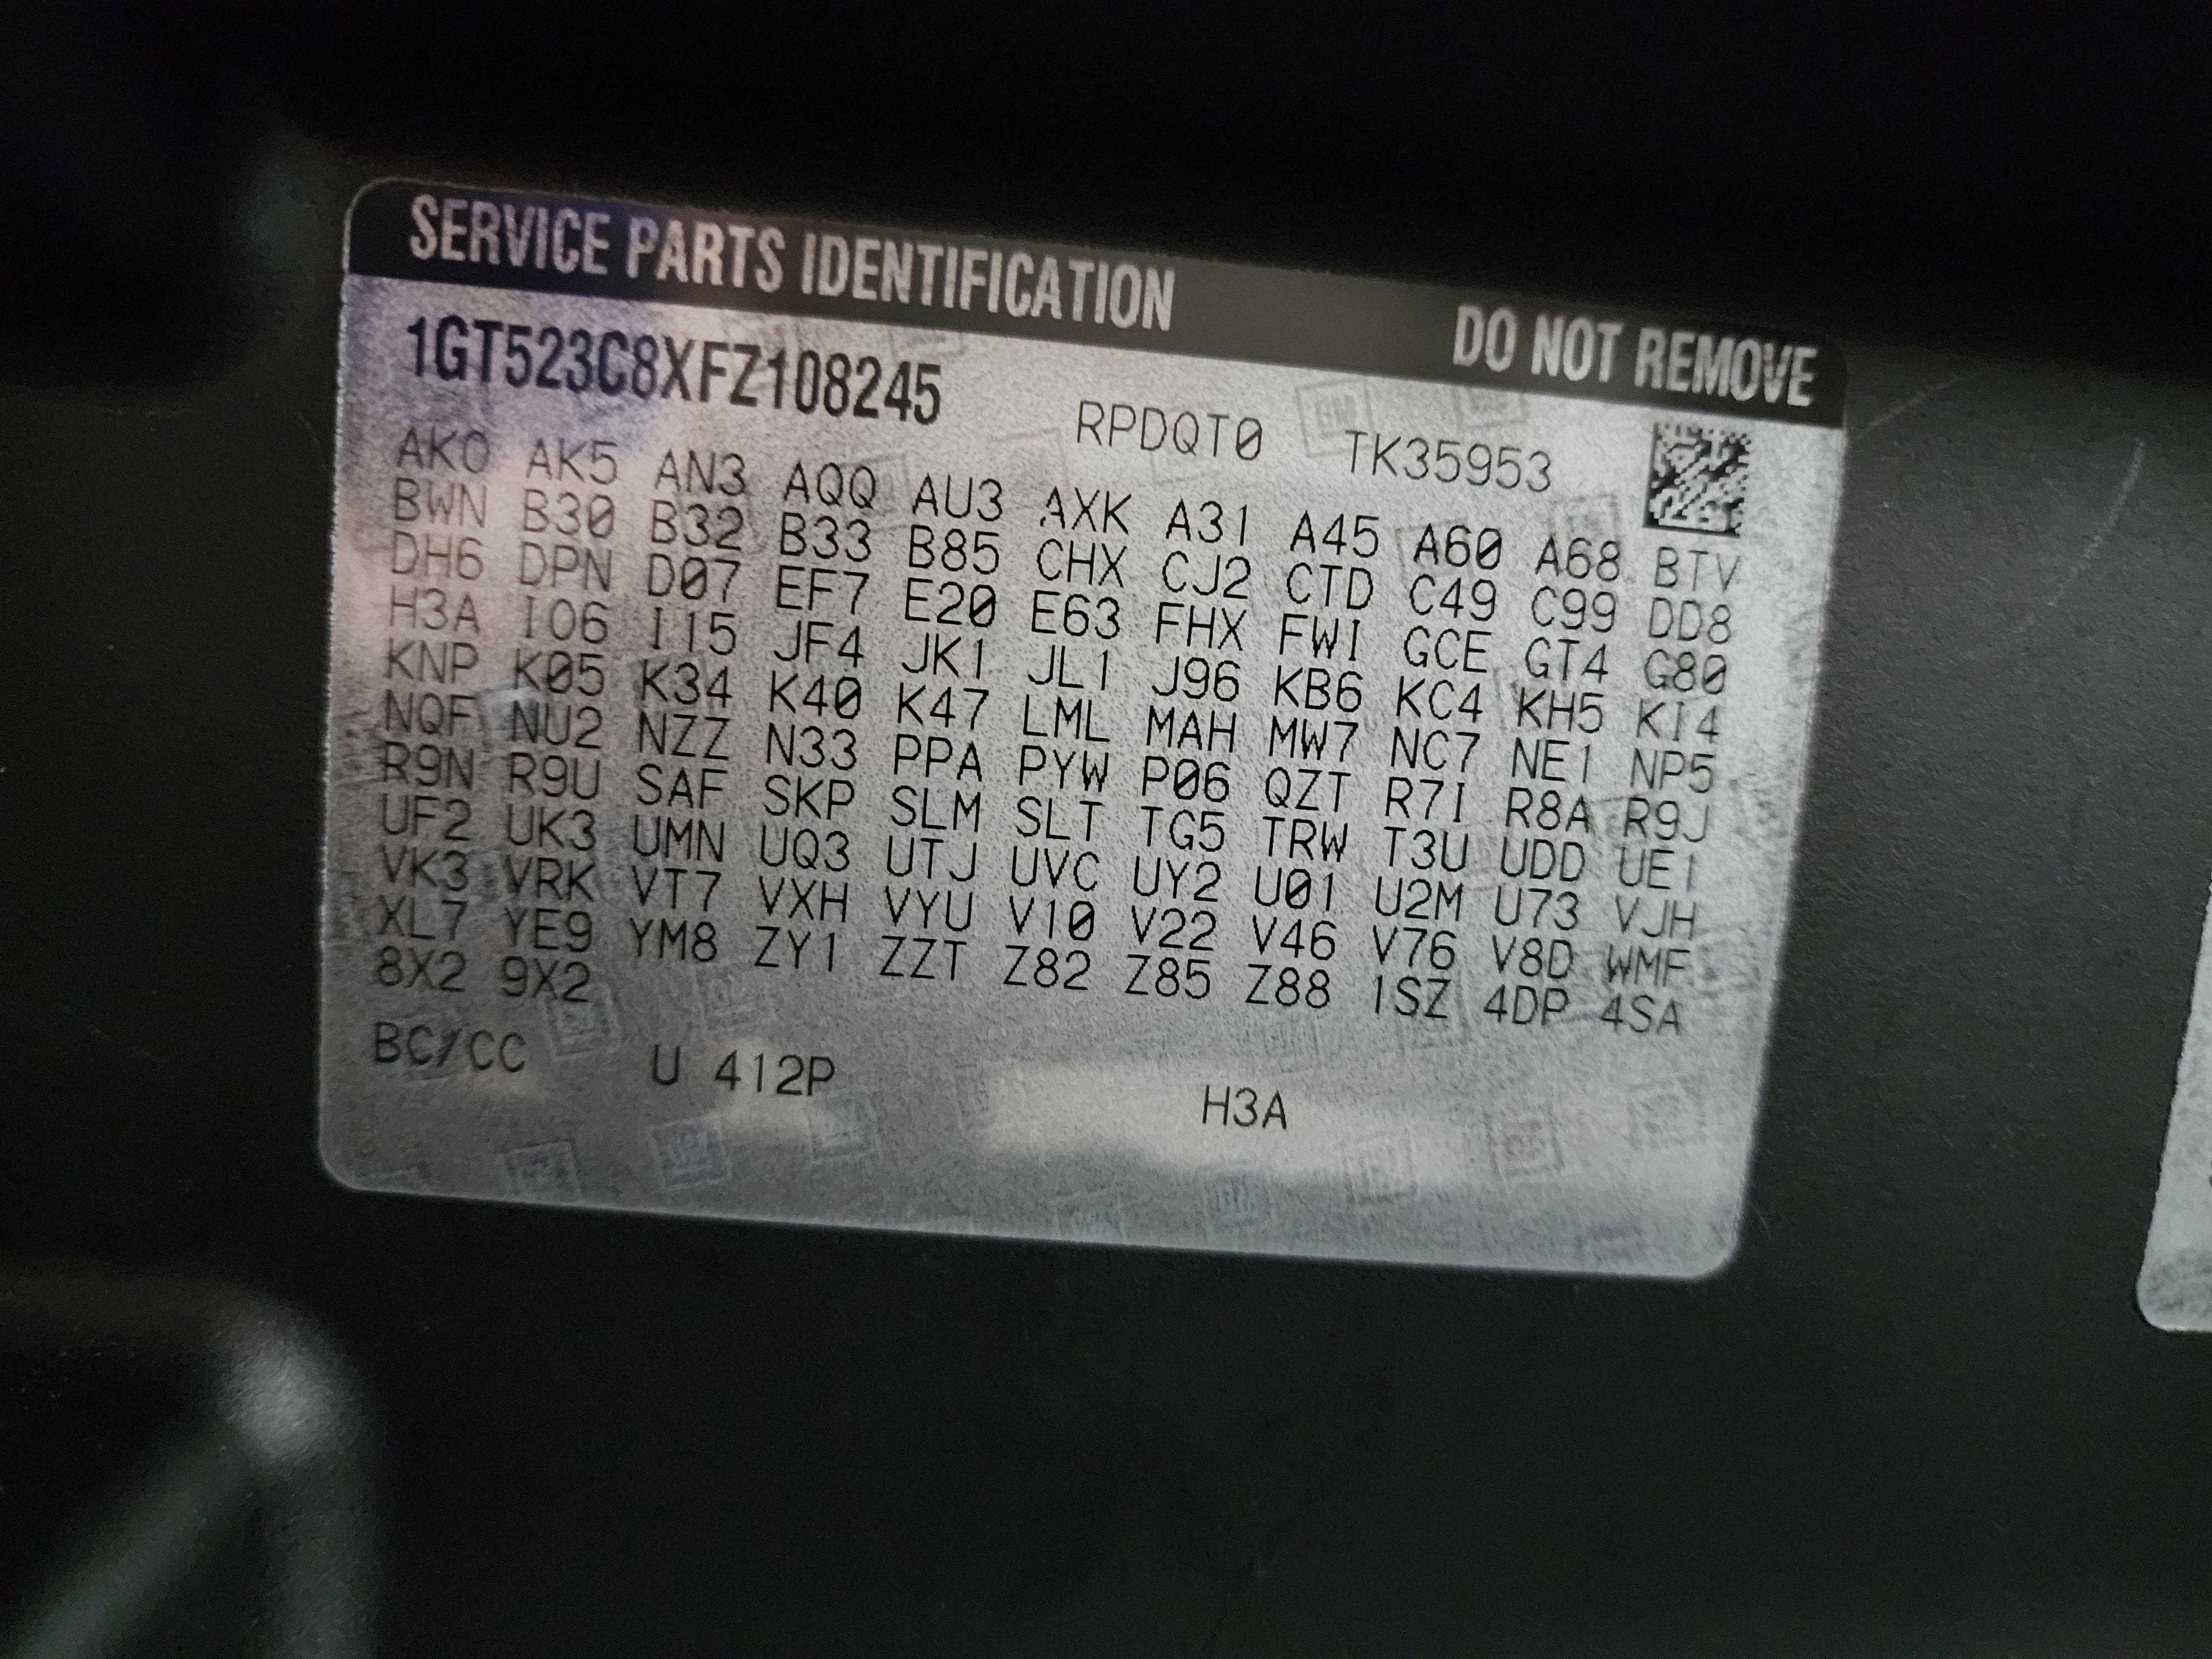 SERVICE PARTS IDENTIFICATION DO NOT REMOVE
1GT523C8XFZ108245 RPDQT0 TK35953
AKO AK5 AN3 AQQ AU3 AXK A31 A45 A60 A68 BTV
BWN B30 B32 B33 B85 CHX CJ2 CTD C49 C99 DD8
DH6 DPN D07 EF7 E20 E63 FHX FWI GCE GT4 G80
H3A I06 I15 JF4 JK1 JL1 J96 KB6 KC4 KH5 KI4
KNP K05 K34 K40 K47 LML MAH MW7 NC7 NE1 NP5
NQF NU2 NZZ N33 PPA PYW P06 QZT R7I R8A R9J
R9N R9U SAF SKP SLM SLT TG5 TRW T3U UDD UE1
UF2 UK3 UMN UQ3 UTJ UVC UY2 U01 U2M U73 VJH
VK3 VRK VT7 VXH VYU V10 V22 V46 V76 V8D WMF
XL7 YE9 YM8 ZY1 ZZT Z82 Z85 Z88 1SZ 4DP 4SA
8X2 9X2
BC/CC U 412P H3A